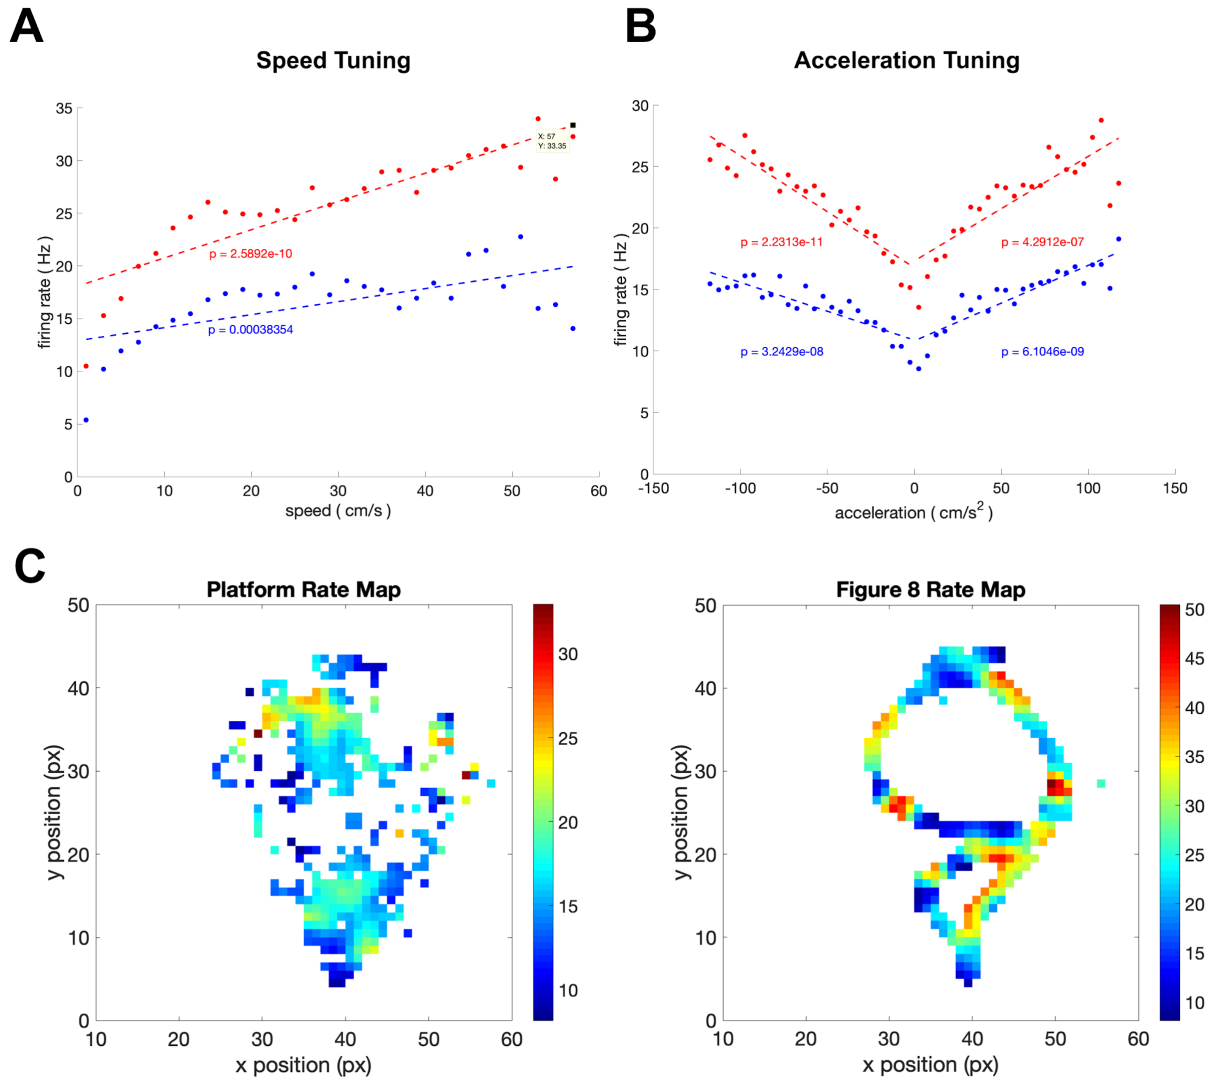 A
B
Speed Tuning
Acceleration Tuning
35
30
25
20
15
10
5
0
firing rate ( Hz )
X: 57
Y: 33.35
p = 2.5892e-10
p = 0.00038354
0
10
20
30
40
50
60
speed ( cm/s )
30
25
20
15
10
5
0
firing rate ( Hz )
p = 2.2313e-11
p = 4.2912e-07
p = 3.2429e-08
p = 6.1046e-09
-150
-100
-50
0
50
100
150
acceleration ( cm/s² )
C
Platform Rate Map
50
40
30
20
10
0
y position (px)
10
20
30
40
50
60
x position (px)
30
25
20
15
10
Figure 8 Rate Map
50
40
30
20
10
0
y position (px)
10
20
30
40
50
60
x position (px)
50
45
40
35
30
25
20
15
10